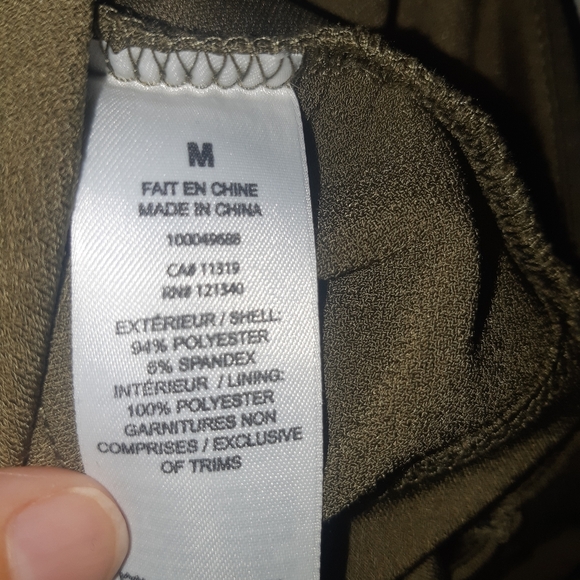 M
FAIT EN CHINE
MADE IN CHINA
100049688
CA# 11319
RN# 121340
EXTÉRIEUR / SHELL:
94% POLYESTER
6% SPANDEX
INTÉRIEUR / LINING:
100% POLYESTER
GARNITURES NON
COMPRISES / EXCLUSIVE
OF TRIMS